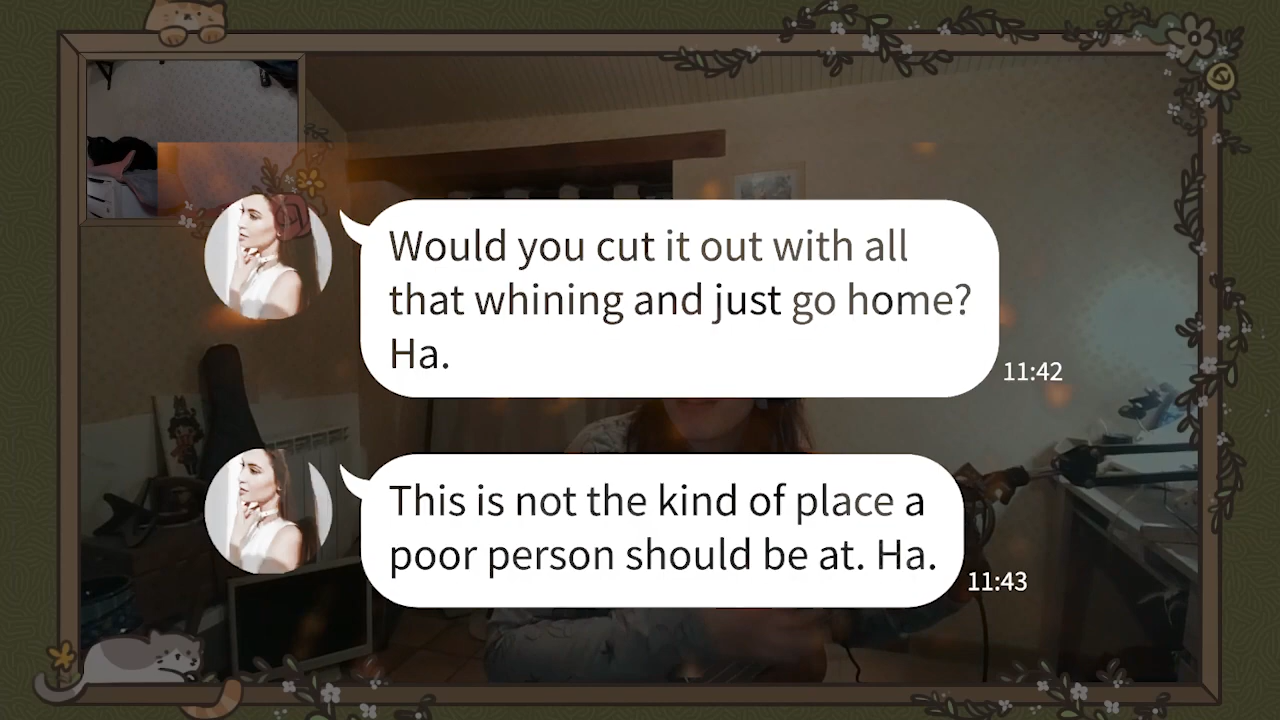 Would you cut it out with all
that whining and just go home?
Ha.
11:42
This is not the kind of place a
poor person should be at. Ha.
11:43